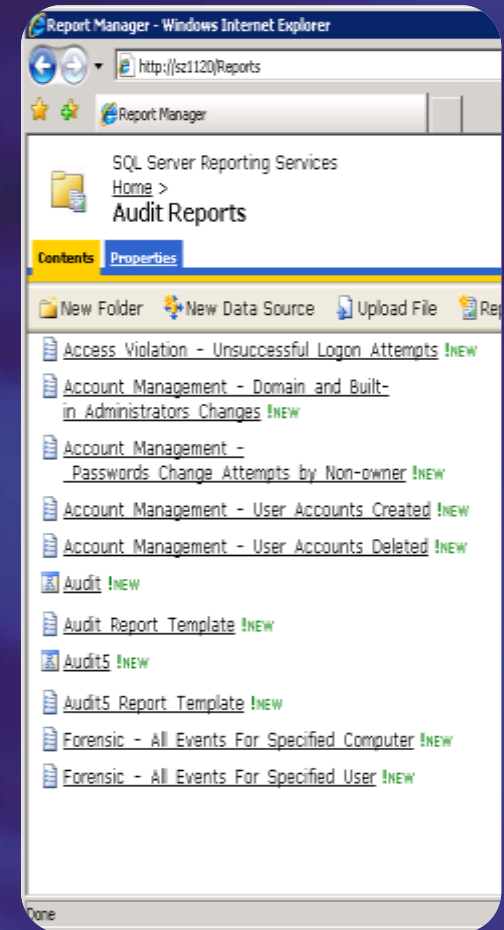 Report Manager - Windows Internet Explorer
http://sz1120/Reports
Report Manager
SQL Server Reporting Services
Home >
Audit Reports
Contents Properties
New Folder New Data Source Upload File Rep
Access Violation - Unsuccessful Logon Attempts !NEW
Account Management - Domain and Built-
in Administrators Changes !NEW
Account Management -
Passwords Change Attempts by Non-owner !NEW
Account Management - User Accounts Created !NEW
Account Management - User Accounts Deleted !NEW
Audit !NEW
Audit Report Template !NEW
Audit5 !NEW
Audit5 Report Template !NEW
Forensic - All Events For Specified Computer !NEW
Forensic - All Events For Specified User !NEW
Done